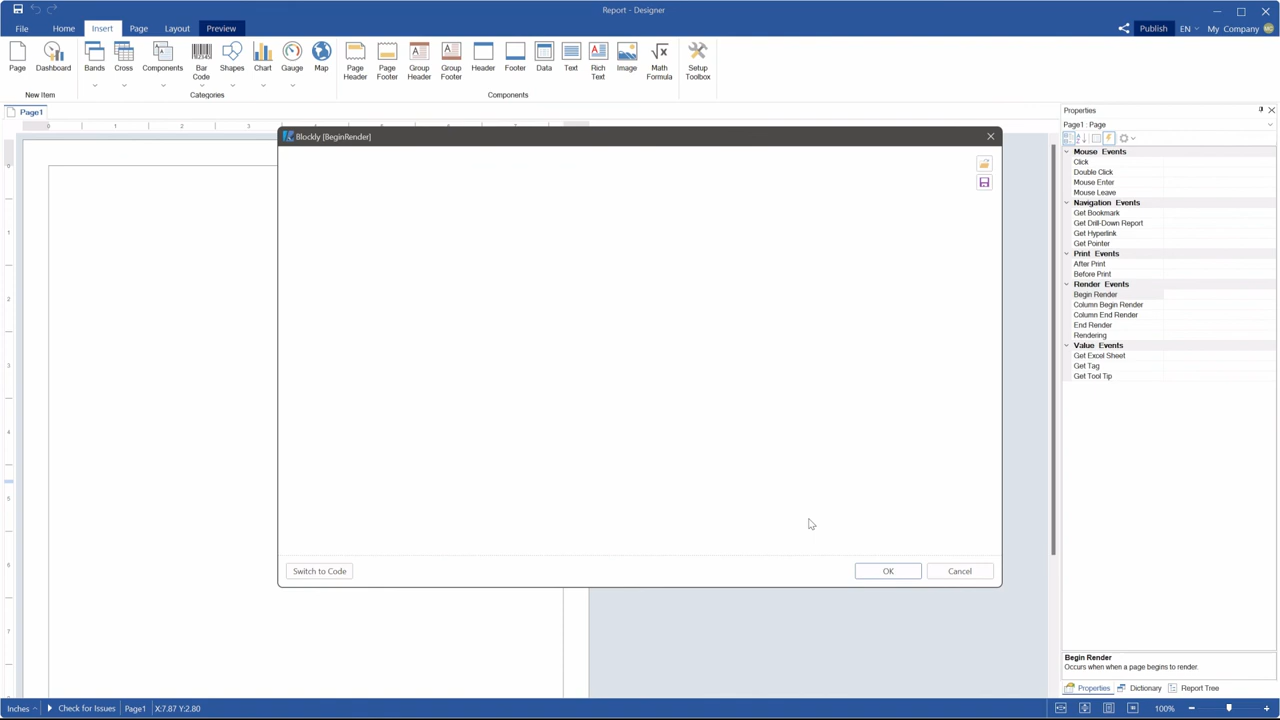 Report - Designer
File Home Insert Page Layout Preview
Publish EN My Company
Page Dashboard Bands Cross Components Bar Code Shapes Chart Gauge Map Page Header Page Footer Group Header Group Footer Header Footer Data Text Rich Text Image Math Formula Setup Toolbox
New Item Categories Components
Page1
Properties
Page1 : Page
Blockly [BeginRender]
Mouse Events
Click
Double Click
Mouse Enter
Mouse Leave
Navigation Events
Get Bookmark
Get Drill-Down Report
Get Hyperlink
Get Pointer
Print Events
After Print
Before Print
Render Events
Begin Render
Column Begin Render
Column End Render
End Render
Rendering
Value Events
Get Excel Sheet
Get Tag
Get Tool Tip
Switch to Code OK Cancel
Begin Render
Occurs when when a page begins to render.
Properties Dictionary Report Tree
Inches Check for Issues Page1 X:7.87 Y:2.80 100%